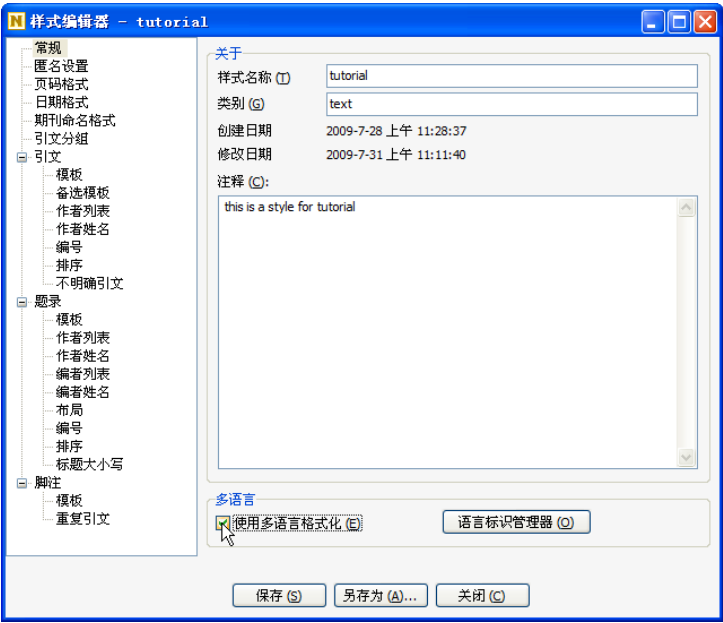 样式编辑器 - tutorial
常规
匿名设置
页码格式
日期格式
期刊命名格式
引文分组
引文
模板
备选模板
作者列表
作者姓名
编号
排序
不明确引文
题录
模板
作者列表
作者姓名
编者列表
编者姓名
布局
编号
排序
标题大小写
脚注
模板
重复引文
关于
样式名称 (T) tutorial
类别 (G) text
创建日期 2009-7-28 上午 11:28:37
修改日期 2009-7-31 上午 11:11:40
注释 (C):
this is a style for tutorial
多语言
使用多语言格式化 (E) 语言标识管理器 (O)
保存 (S) 另存为 (A)... 关闭 (C)